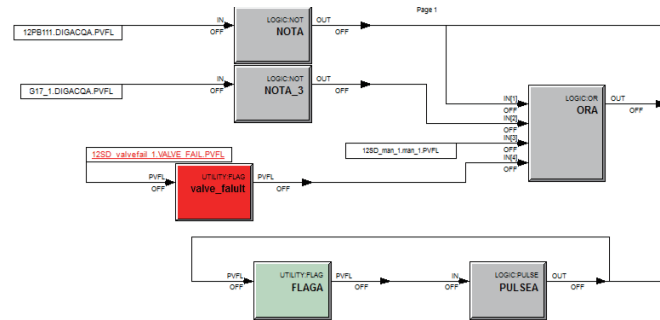 Page 1
12PB111.DIGACQA.PVFL
IN
OFF
LOGIC:NOT
NOTA
OUT
OFF
G17_1.DIGACQA.PVFL
IN
OFF
LOGIC:NOT
NOTA_3
OUT
OFF
IN[1]
OFF
IN[2]
OFF
IN[3]
OFF
IN[4]
OFF
LOGIC:OR
ORA
OUT
OFF
12SD_man_1.man_1.PVFL
12SD_valvefail_1.VALVE_FAIL.PVFL
PVFL
OFF
UTILITY:FLAG
valve_falult
PVFL
OFF
PVFL
OFF
UTILITY:FLAG
FLAGA
PVFL
OFF
IN
OFF
LOGIC:PULSE
PULSEA
OUT
OFF